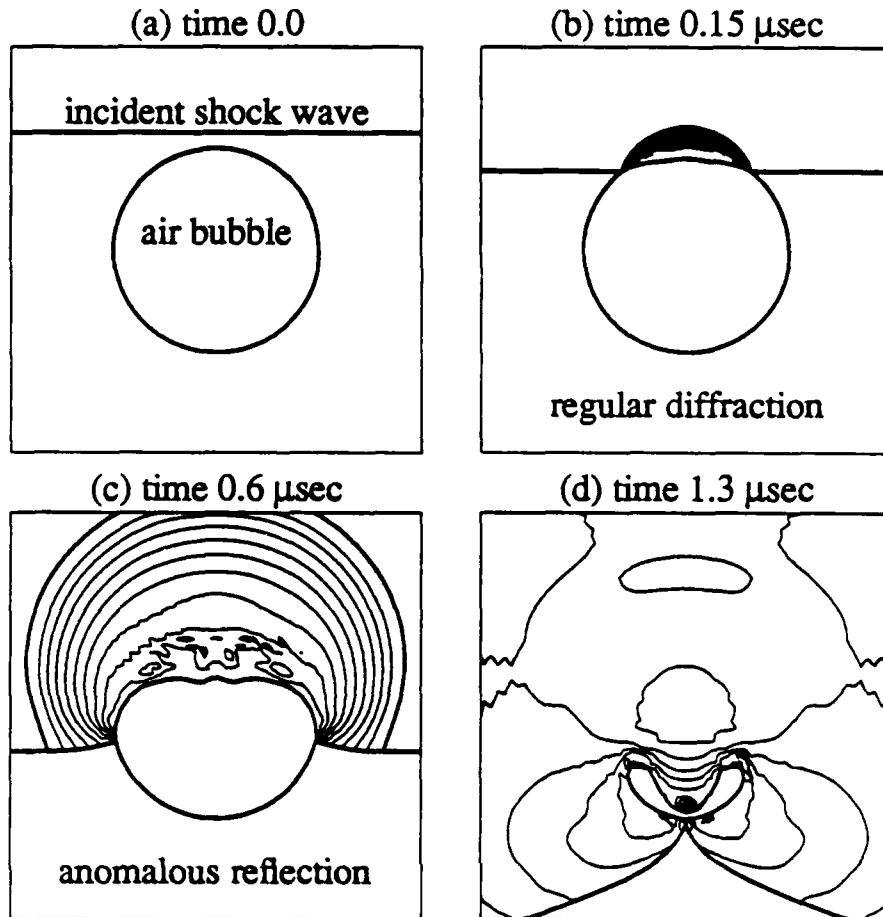 (a) time 0.0
incident shock wave
air bubble
(b) time 0.15 μsec
regular diffraction
(c) time 0.6 μsec
anomalous reflection
(d) time 1.3 μsec